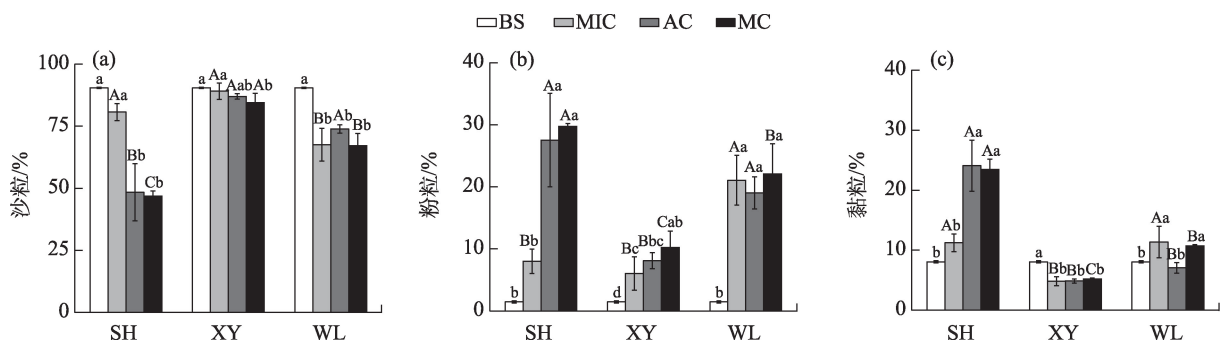 BS MIC AC MC
(a)
沙粒/%
100
75
50
25
0
a Aa Bb Cb
a Aa Aab Ab
a Bb Ab Bb
SH XY WL
(b)
粉粒/%
40
30
20
10
0
b Bb Aa Aa
d Bc Bbc Cab
b Aa Aa Ba
SH XY WL
(c)
黏粒/%
40
30
20
10
0
b Ab Aa Aa
a Bb Bb Cb
b Aa Bb Ba
SH XY WL